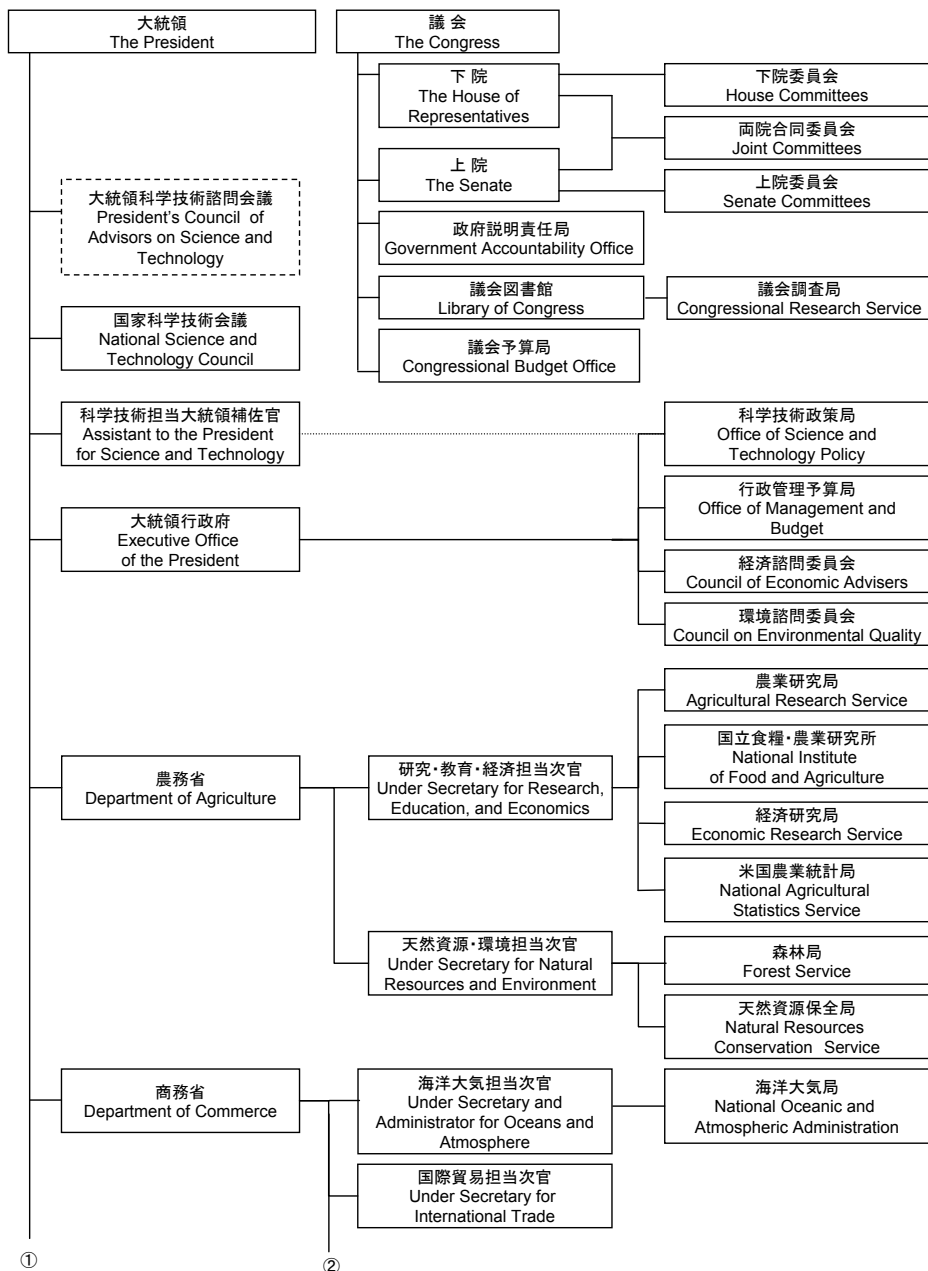 大統領
The President
議 会
The Congress
下 院
The House of
Representatives
下院委員会
House Committees
両院合同委員会
Joint Committees
上 院
The Senate
上院委員会
Senate Committees
大統領科学技術諮問会議
President's Council of
Advisors on Science and
Technology
政府説明責任局
Government Accountability Office
議会図書館
Library of Congress
議会調査局
Congressional Research Service
国家科学技術会議
National Science and
Technology Council
議会予算局
Congressional Budget Office
科学技術担当大統領補佐官
Assistant to the President
for Science and Technology
科学技術政策局
Office of Science and
Technology Policy
大統領行政府
Executive Office
of the President
行政管理予算局
Office of Management and
Budget
経済諮問委員会
Council of Economic Advisers
環境諮問委員会
Council on Environmental Quality
農務省
Department of Agriculture
研究・教育・経済担当次官
Under Secretary for Research,
Education, and Economics
農業研究局
Agricultural Research Service
国立食糧・農業研究所
National Institute
of Food and Agriculture
経済研究局
Economic Research Service
米国農業統計局
National Agricultural
Statistics Service
天然資源・環境担当次官
Under Secretary for Natural
Resources and Environment
森林局
Forest Service
天然資源保全局
Natural Resources
Conservation Service
商務省
Department of Commerce
海洋大気担当次官
Under Secretary and
Administrator for Oceans and
Atmosphere
海洋大気局
National Oceanic and
Atmospheric Administration
国際貿易担当次官
Under Secretary for
International Trade
①
②